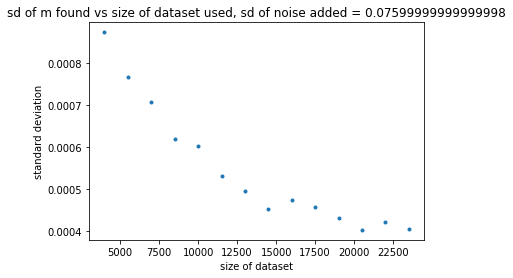 sd of m found vs size of dataset used, sd of noise added = 0.07599999999999998
0.0008
0.0007
0.0006
0.0005
0.0004
standard deviation
5000 7500 10000 12500 15000 17500 20000 22500
size of dataset